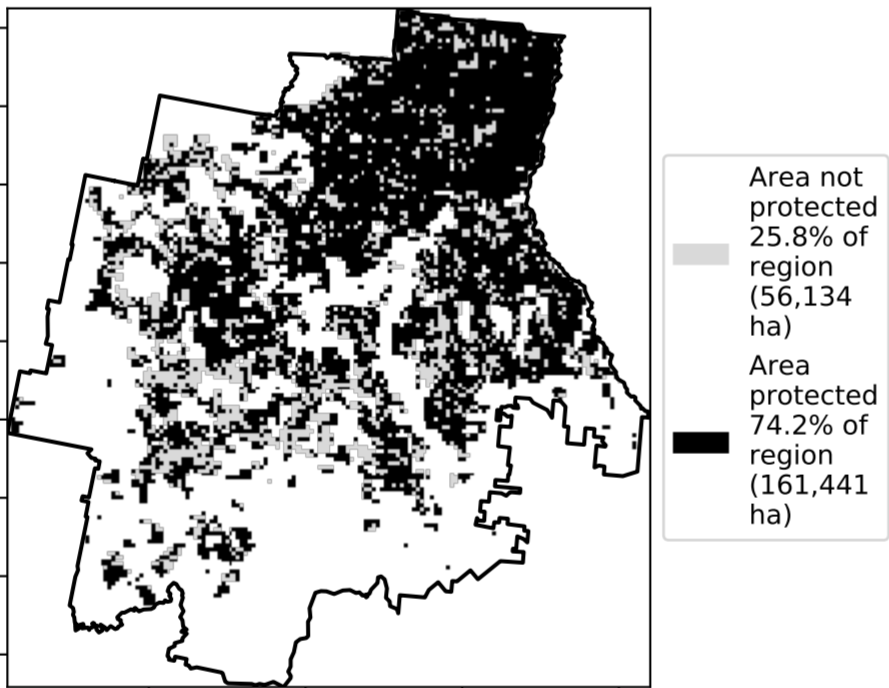 Area not
protected
25.8% of
region
(56,134
ha)
Area
protected
74.2% of
region
(161,441
ha)